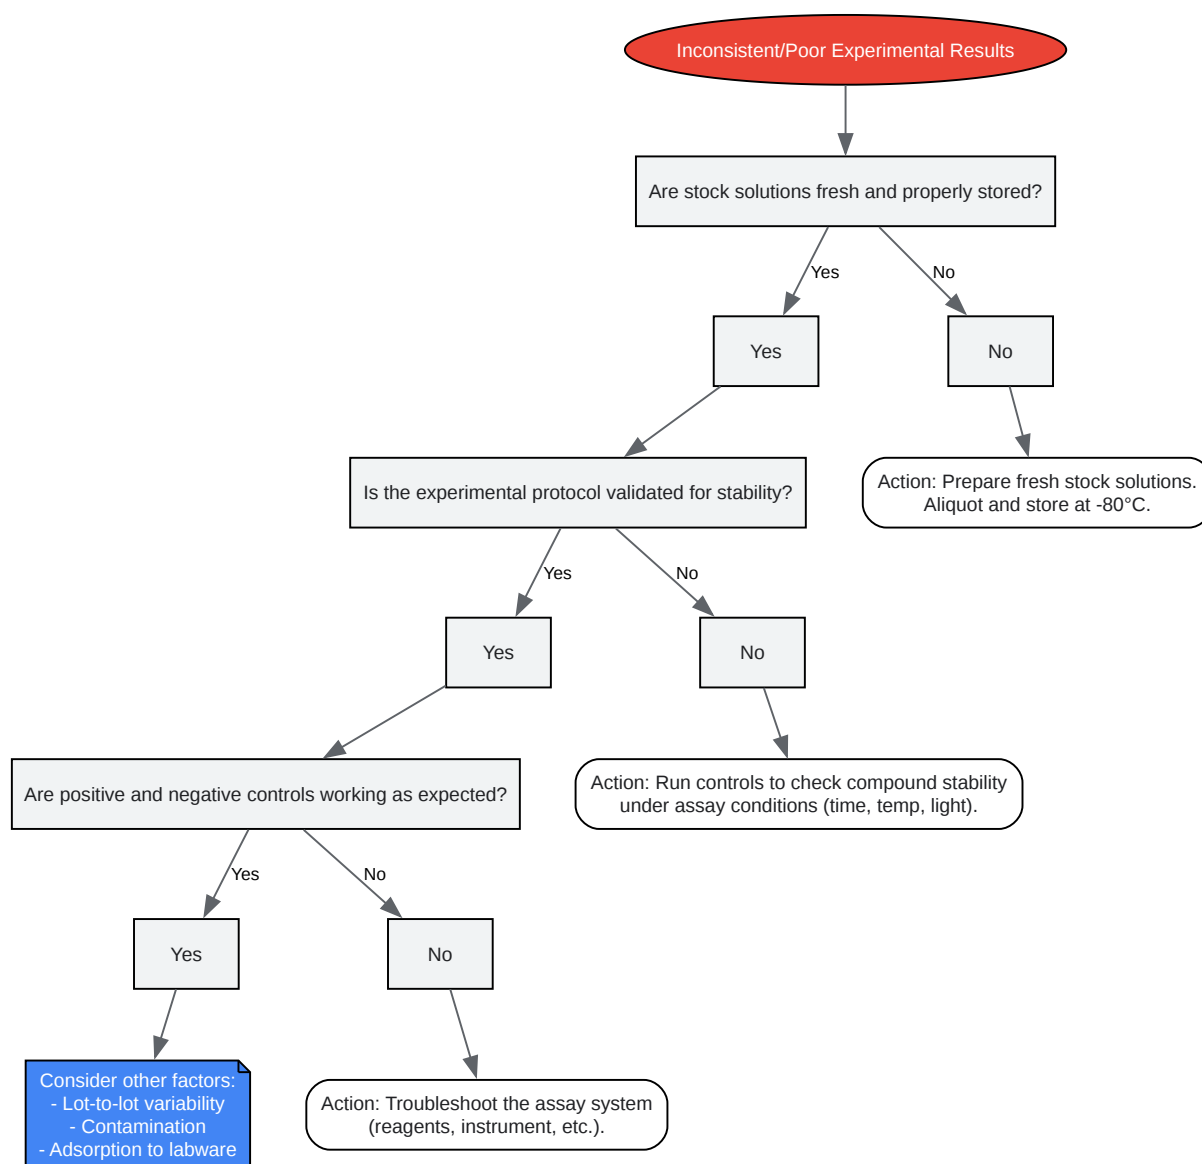 Inconsistent/Poor Experimental Results
Are stock solutions fresh and properly stored?
Yes
No
Yes
No
Action: Prepare fresh stock solutions.
Aliquot and store at -80°C.
Is the experimental protocol validated for stability?
Yes
No
Yes
No
Action: Run controls to check compound stability
under assay conditions (time, temp, light).
Are positive and negative controls working as expected?
Yes
No
Yes
No
Consider other factors:
- Lot-to-lot variability
- Contamination
- Adsorption to labware
Action: Troubleshoot the assay system
(reagents, instrument, etc.).